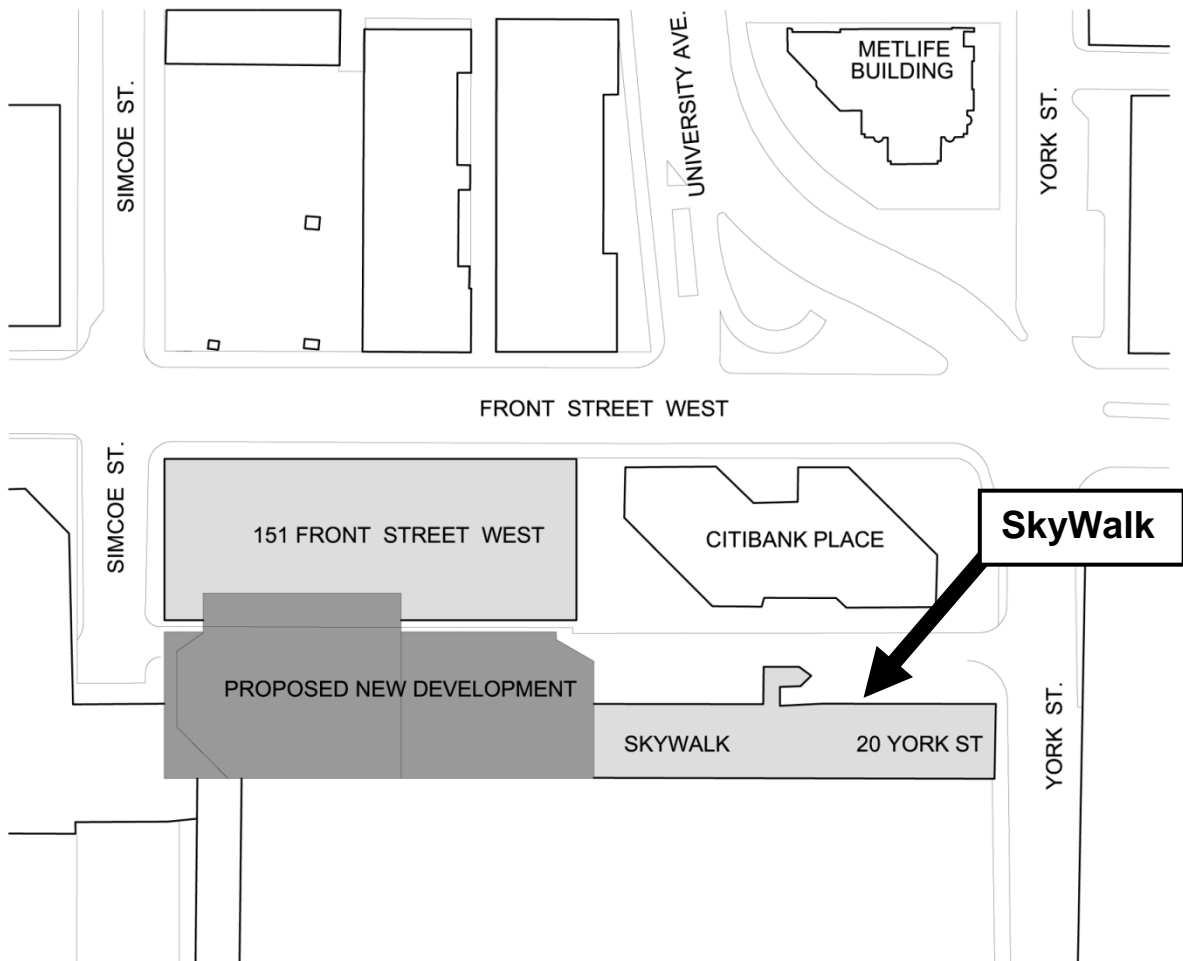 SIMCOE ST.
UNIVERSITY AVE.
METLIFE
BUILDING
YORK ST.
FRONT STREET WEST
SIMCOE ST.
151 FRONT STREET WEST
CITIBANK PLACE
SkyWalk
PROPOSED NEW DEVELOPMENT
SKYWALK
20 YORK ST
YORK ST.